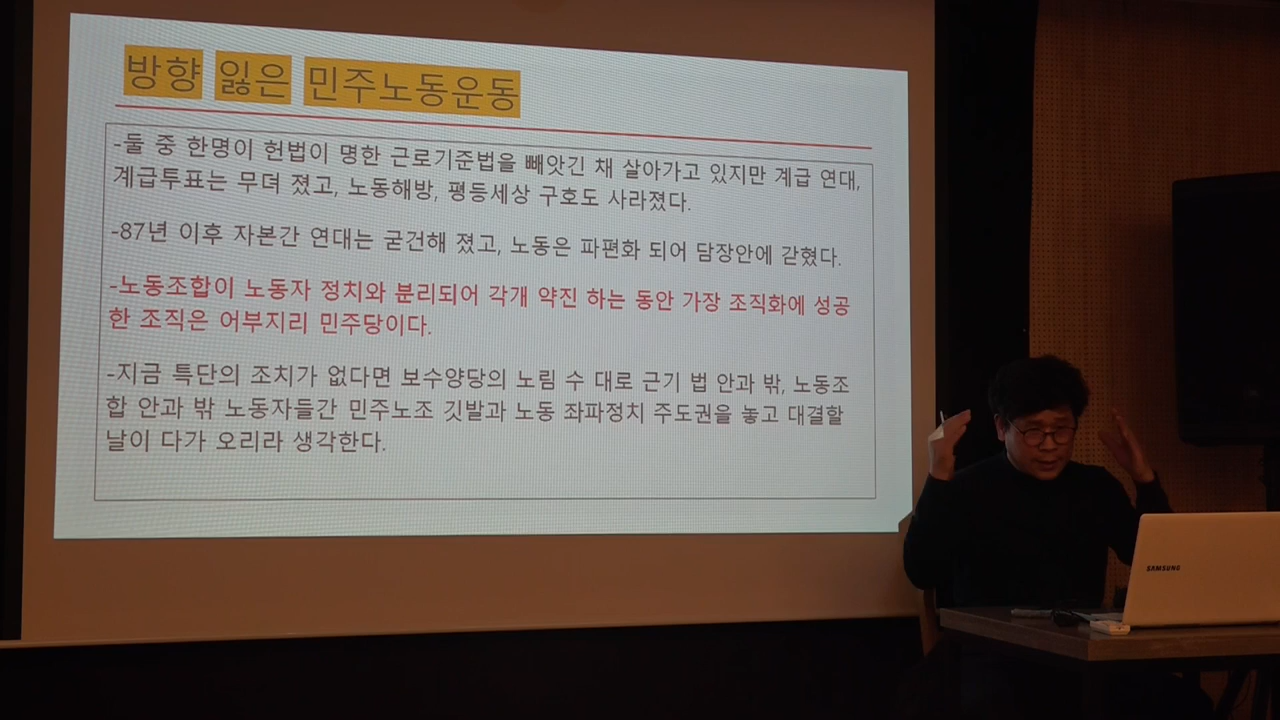 방향 잃은 민주노동운동
-둘 중 한명이 헌법이 명한 근로기준법을 빼앗긴 채 살아가고 있지만 계급 연대,
계급투표는 무뎌 졌고, 노동해방, 평등세상 구호도 사라졌다.
-87년 이후 자본간 연대는 굳건해 졌고, 노동은 파편화 되어 담장안에 갇혔다.
-노동조합이 노동자 정치와 분리되어 각개 약진 하는 동안 가장 조직화에 성공
한 조직은 어부지리 민주당이다.
-지금 특단의 조치가 없다면 보수양당의 노림 수 대로 근기 법 안과 밖, 노동조
합 안과 밖 노동자들간 민주노조 깃발과 노동 좌파정치 주도권을 놓고 대결할
날이 다가 오리라 생각한다.
SAMSUNG